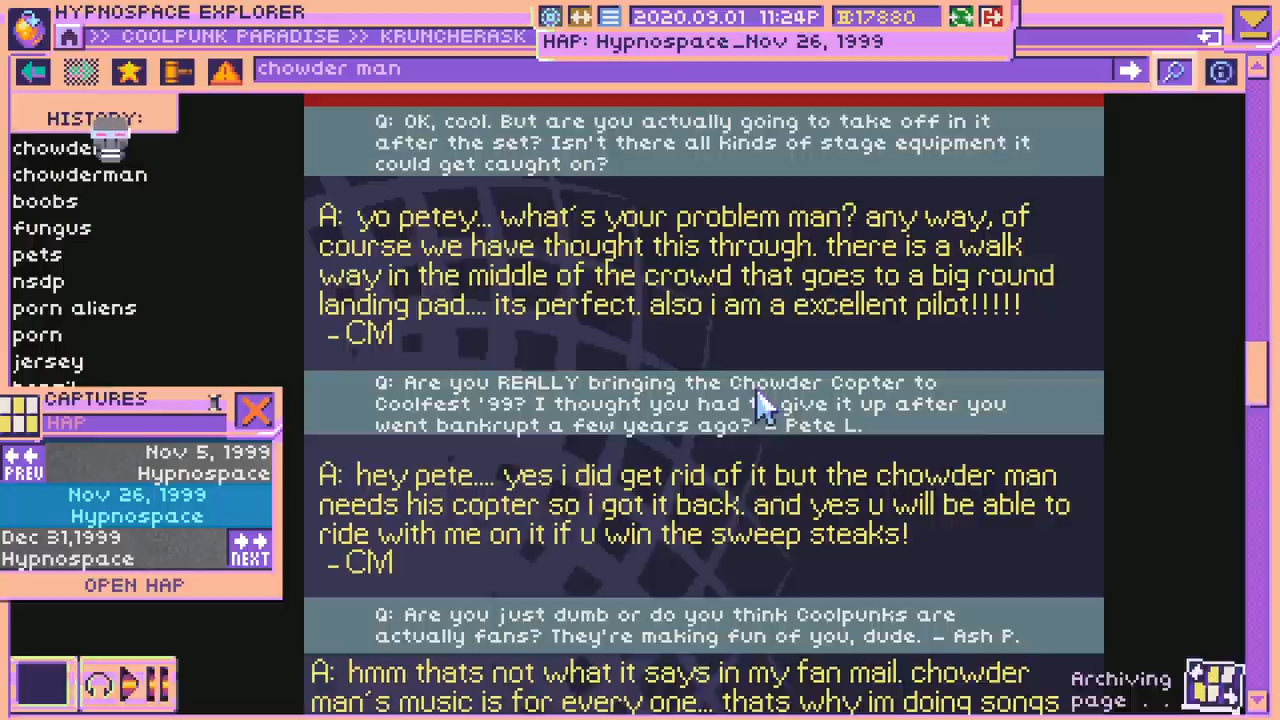 HYPNOSPACE EXPLORER
2020.09.01 11:24P
17880
>> COOLPUNK PARADISE >> KRUNCHERASK
HAP: Hypnospace_Nov 26, 1999
chowder man
HISTORY:
chowder
chowderman
boobs
fungus
pets
nsdp
porn aliens
porn
jersey
CAPTURES
HAP
PREV
Nov 5, 1999
Hypnospace
Nov 26, 1999
Hypnospace
Dec 31,1999
Hypnospace
NEXT
OPEN HAP
Q: OK, cool. But are you actually going to take off in it
after the set? Isn't there all kinds of stage equipment it
could get caught on?
A: yo petey... what's your problem man? any way, of
course we have thought this through. there is a walk
way in the middle of the crowd that goes to a big round
landing pad.... its perfect. also i am a excellent pilot!!!!!
- CM
Q: Are you REALLY bringing the Chowder Copter to
Coolfest '99? I thought you had give it up after you
went bankrupt a few years ago? - Pete L.
A: hey pete.... yes i did get rid of it but the chowder man
needs his copter so i got it back. and yes u will be able to
ride with me on it if u win the sweep steaks!
- CM
Q: Are you just dumb or do you think Coolpunks are
actually fans? They're making fun of you, dude. - Ash P.
A: hmm thats not what it says in my fan mail. chowder
man's music is for every one... thats why im doing songs
Archiving
page . .